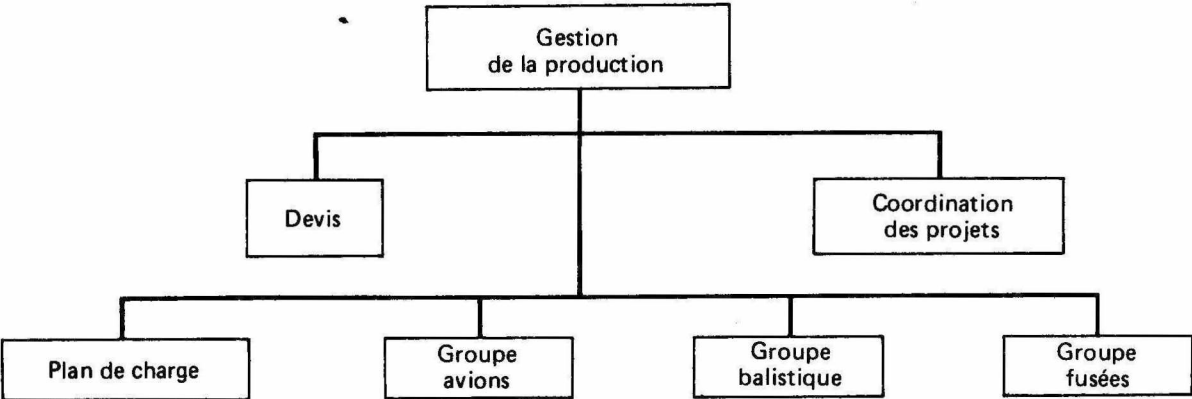 Gestion
de la production
Devis
Coordination
des projets
Plan de charge
Groupe
avions
Groupe
balistique
Groupe
fusées